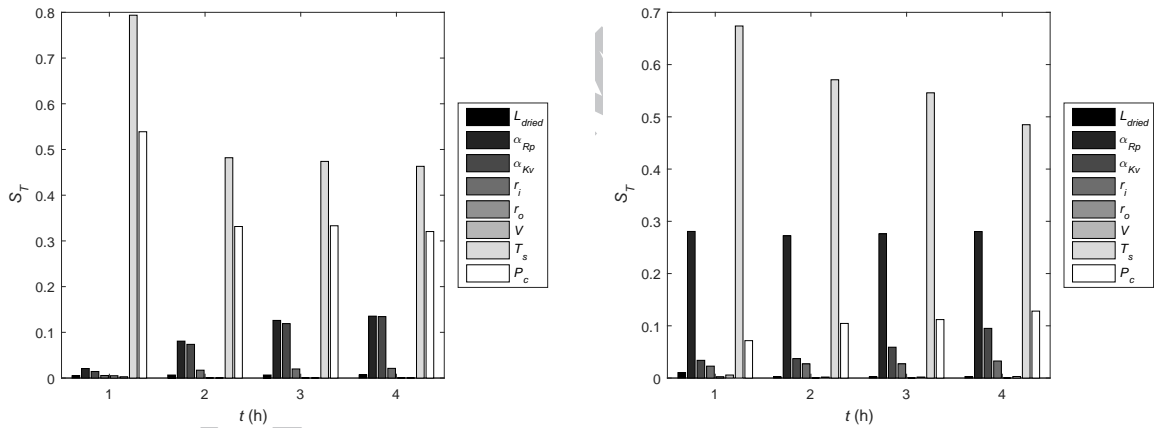 0.8
0.7
0.6
0.5
0.4
0.3
0.2
0.1
0
S_T
1 2 3 4
t (h)
L_dried
α_Rp
α_Kv
r_i
r_o
V
T_s
P_c
0.7
0.6
0.5
0.4
0.3
0.2
0.1
0
S_T
1 2 3 4
t (h)
L_dried
α_Rp
α_Kv
r_i
r_o
V
T_s
P_c